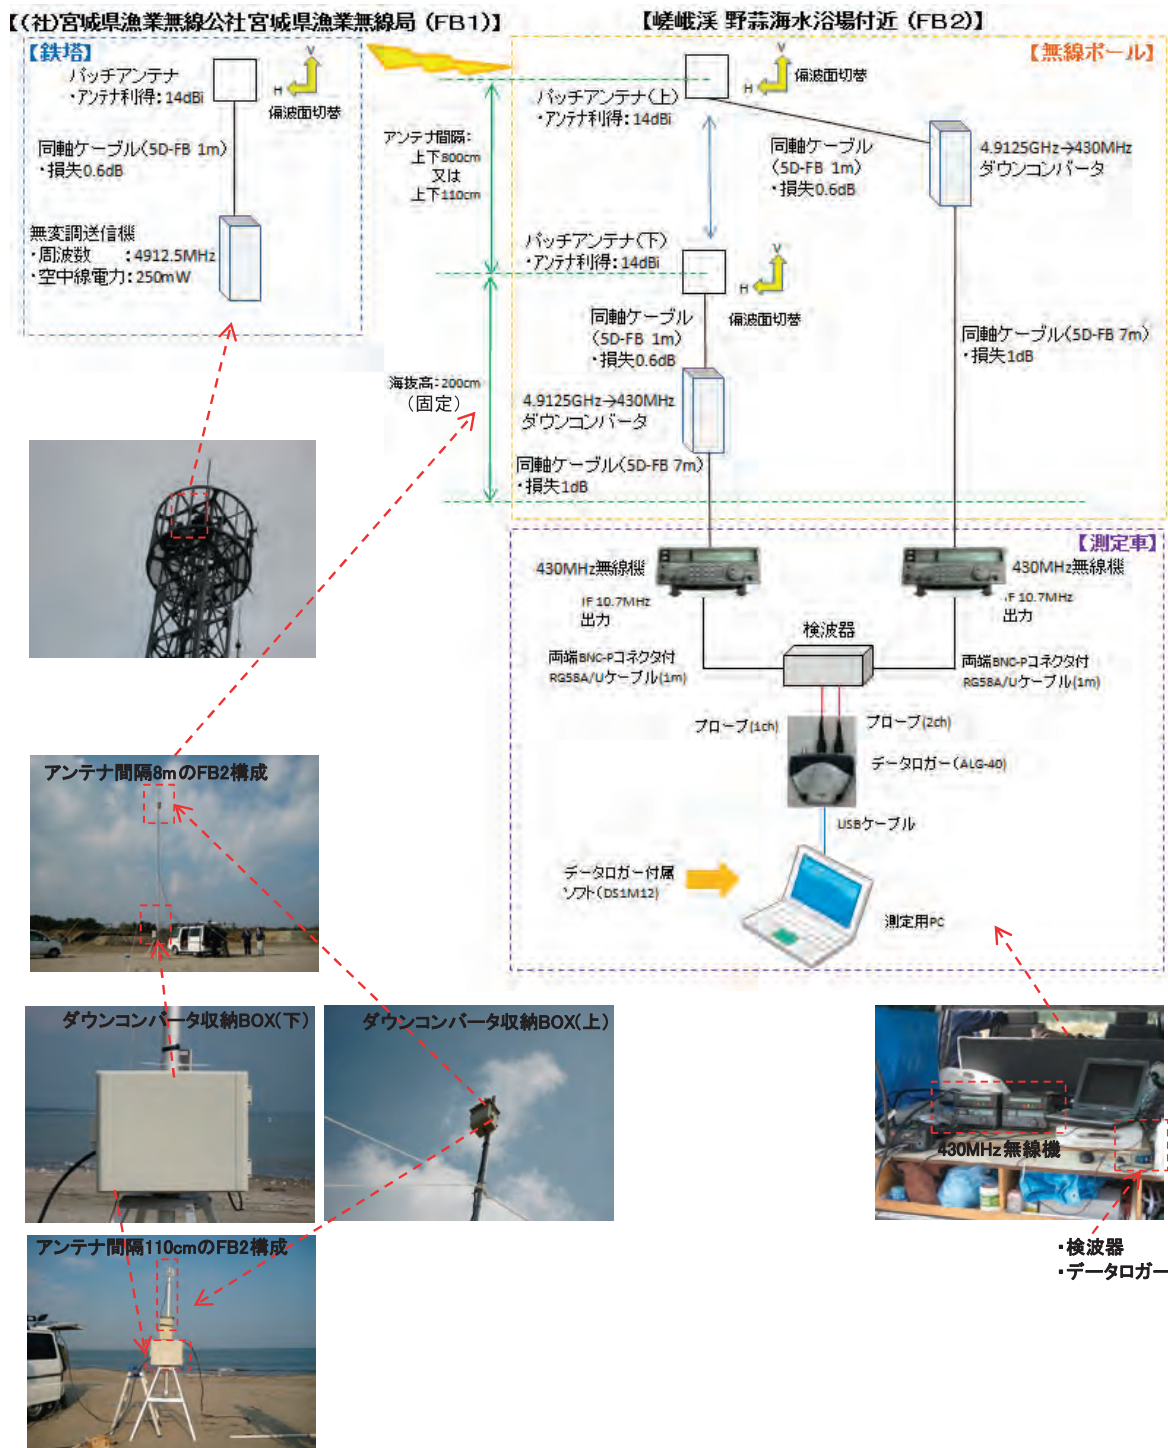 【(社)宮城県漁業無線公社宮城県漁業無線局 (FB1)】
【鉄塔】
パッチアンテナ
・アンテナ利得：14dBi
V
H
偏波面切替
同軸ケーブル(5D-FB 1m)
・損失0.6dB
無変調送信機
・周波数　：4912.5MHz
・空中線電力：250mW
【嵯峨渓 野蒜海水浴場付近 (FB2)】
【無線ポール】
V
H
偏波面切替
パッチアンテナ(上)
・アンテナ利得：14dBi
アンテナ間隔：
上下800cm
又は
上下110cm
同軸ケーブル
(5D-FB 1m)
・損失0.6dB
4.9125GHz→430MHz
ダウンコンバータ
パッチアンテナ(下)
・アンテナ利得：14dBi
V
H
偏波面切替
同軸ケーブル
(5D-FB 1m)
・損失0.6dB
同軸ケーブル(5D-FB 7m)
・損失1dB
海抜高：200cm
(固定)
4.9125GHz→430MHz
ダウンコンバータ
同軸ケーブル(5D-FB 7m)
・損失1dB
【測定車】
430MHz無線機
IF 10.7MHz
出力
430MHz無線機
IF 10.7MHz
出力
検波器
両端BNC-Pコネクタ付
RG58A/Uケーブル(1m)
両端BNC-Pコネクタ付
RG58A/Uケーブル(1m)
プローブ(1ch)
プローブ(2ch)
データロガー(ALG-40)
USBケーブル
データロガー付属
ソフト(DS1M12)
測定用PC
アンテナ間隔8mのFB2構成
ダウンコンバータ収納BOX(下)
ダウンコンバータ収納BOX(上)
アンテナ間隔110cmのFB2構成
430MHz無線機
・検波器
・データロガー